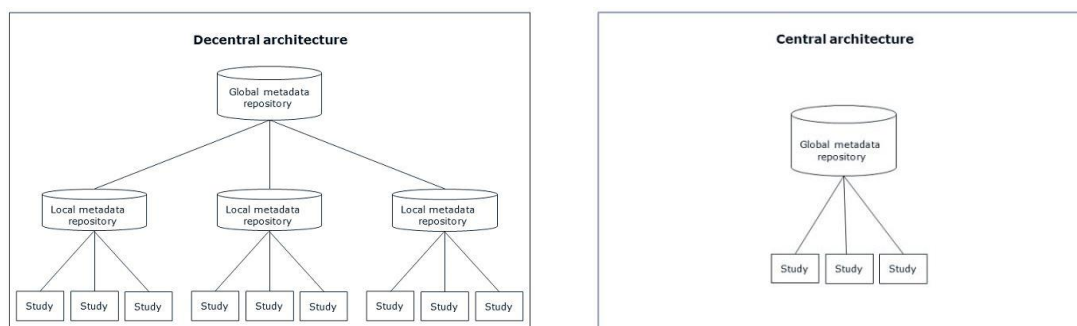 Decentral architecture
Global metadata
repository
Local metadata
repository
Local metadata
repository
Local metadata
repository
Study
Study
Study
Study
Study
Study
Study
Study
Study
Central architecture
Global metadata
repository
Study
Study
Study